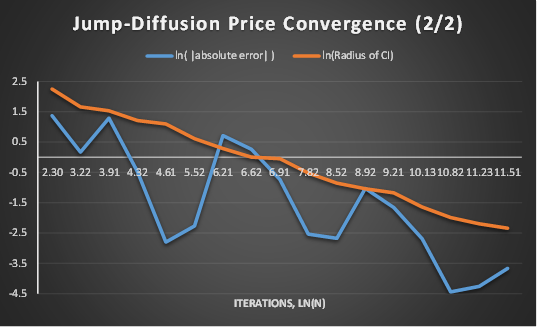 Jump-Diffusion Price Convergence (2/2)
ln( |absolute error| ) ln(Radius of CI)
2.5
1.5
0.5
-0.5
-1.5
-2.5
-3.5
-4.5
2.30 3.22 3.91 4.32 4.61 5.52 6.21 6.62 6.91 7.82 8.52 8.92 9.21 10.13 10.82 11.23 11.51
ITERATIONS, LN(N)